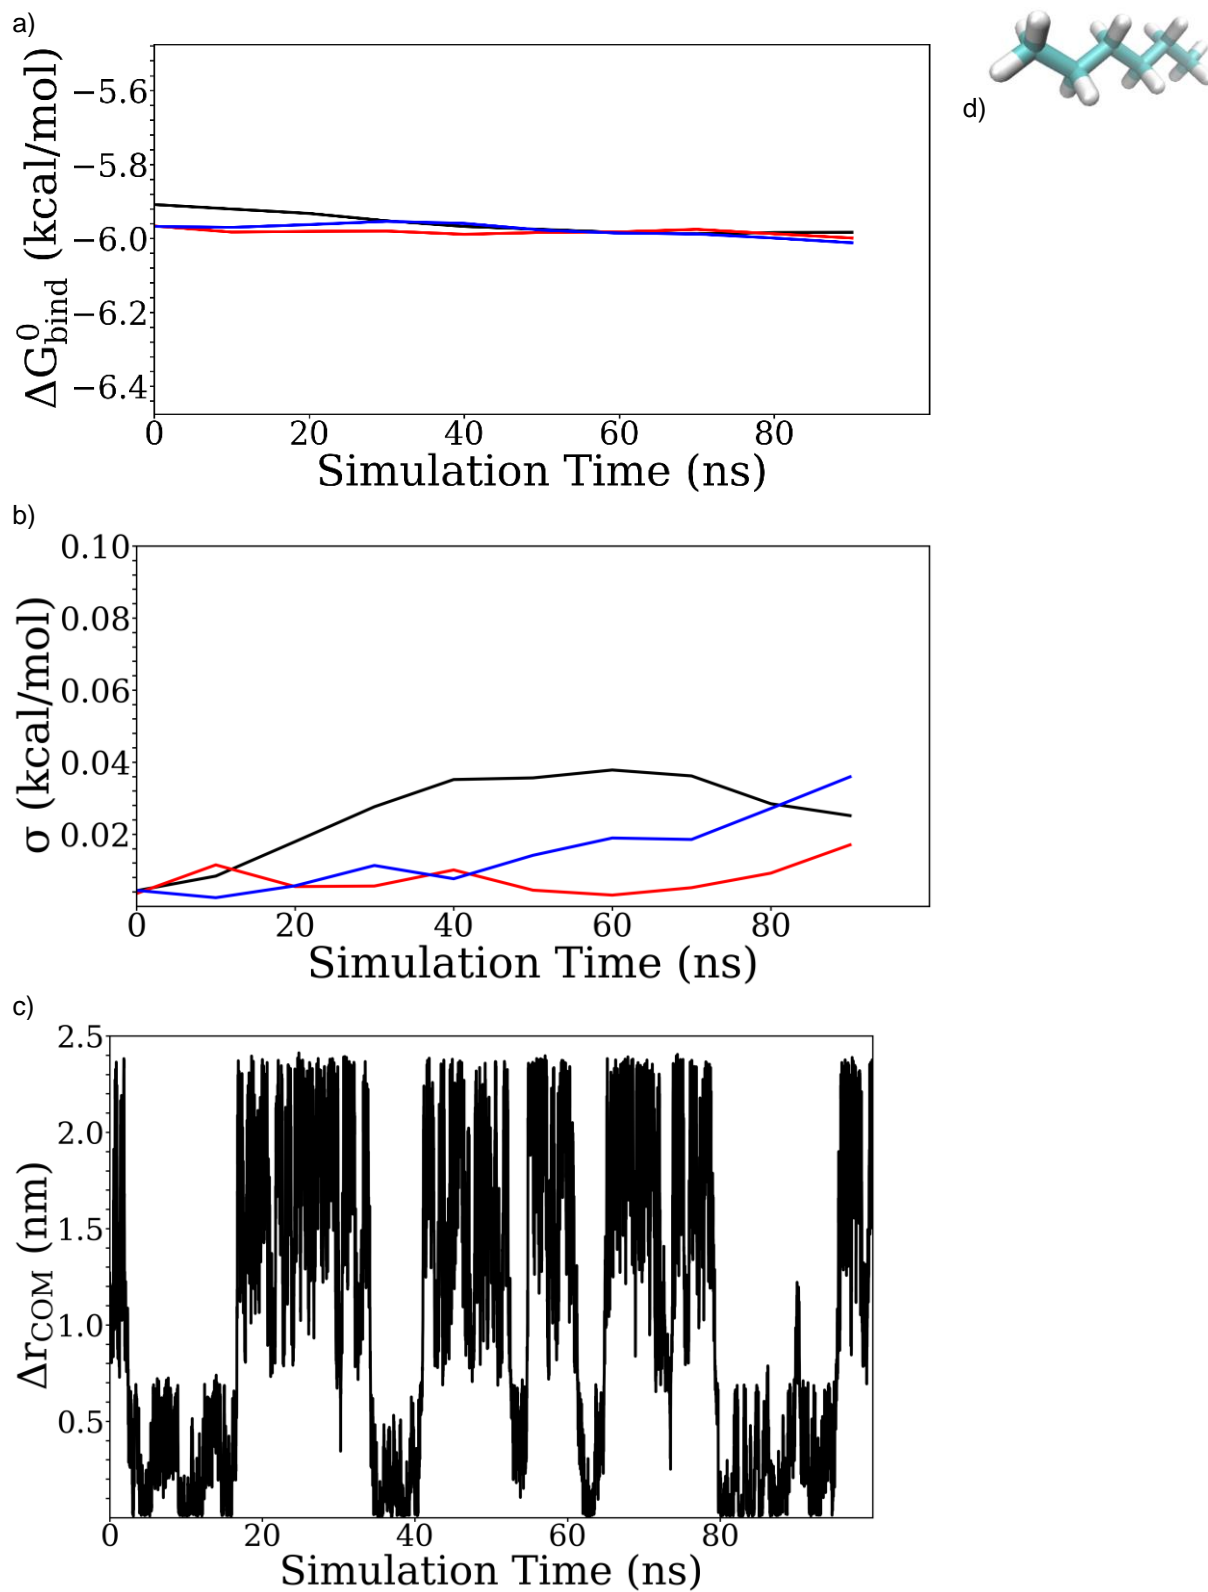 a)
ΔG⁰bind (kcal/mol)
−5.6
−5.8
−6.0
−6.2
−6.4
0 20 40 60 80
Simulation Time (ns)
d)
b)
σ (kcal/mol)
0.10
0.08
0.06
0.04
0.02
0 20 40 60 80
Simulation Time (ns)
c)
ΔrCOM (nm)
2.5
2.0
1.5
1.0
0.5
0 20 40 60 80
Simulation Time (ns)